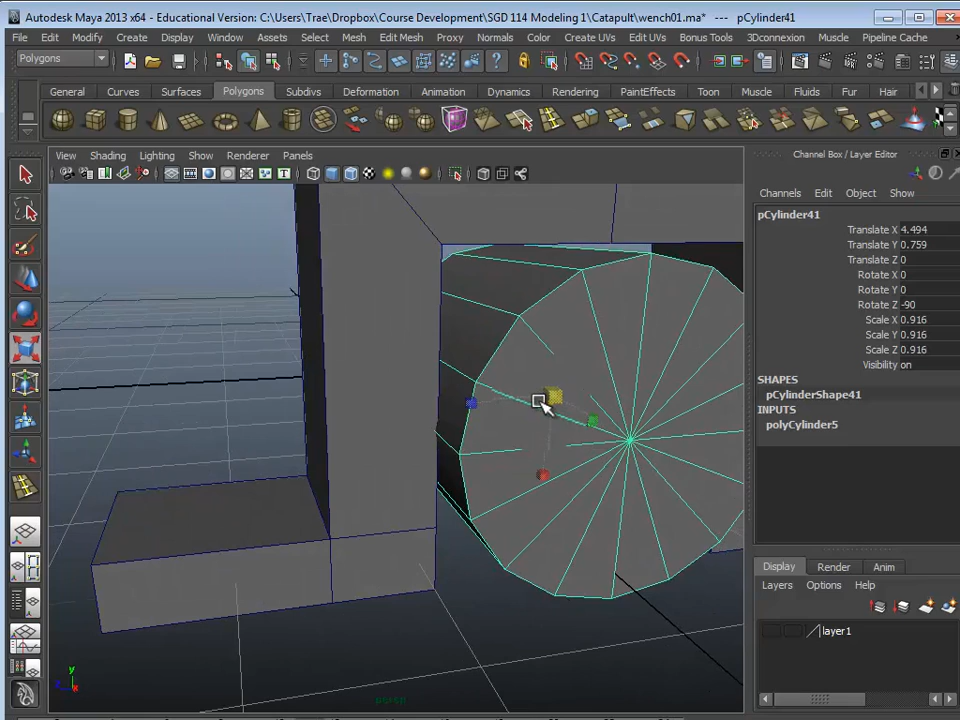 Autodesk Maya 2013 x64 - Educational Version: C:\Users\Trae\Dropbox\Course Development\SGD 114 Modeling 1\Catapult\wench01.ma* --- pCylinder41
File Edit Modify Create Display Window Assets Select Mesh Edit Mesh Proxy Normals Color Create UVs Edit UVs Bonus Tools 3Dconnexion Muscle Pipeline Cache
Polygons
General Curves Surfaces Polygons Subdivs Deformation Animation Dynamics Rendering PaintEffects Toon Muscle Fluids Fur Hair
View Shading Lighting Show Renderer Panels
Channel Box / Layer Editor
Channels Edit Object Show
pCylinder41
Translate X 4.494
Translate Y 0.759
Translate Z 0
Rotate X 0
Rotate Y 0
Rotate Z -90
Scale X 0.916
Scale Y 0.916
Scale Z 0.916
Visibility on
SHAPES
pCylinderShape41
INPUTS
polyCylinder5
Display Render Anim
Layers Options Help
layer1
y
persp